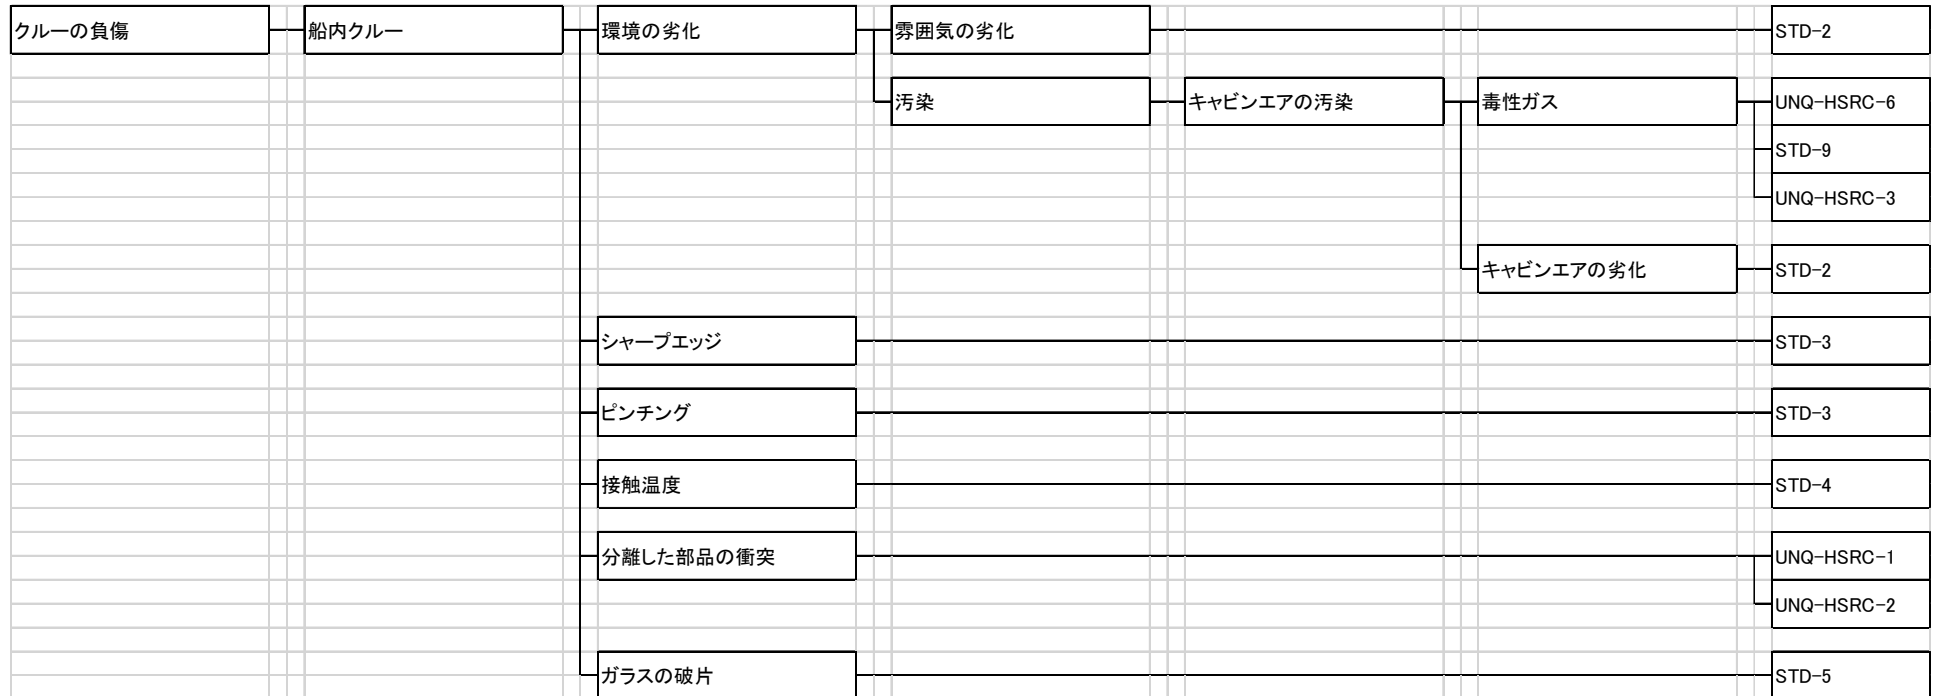 クルーの負傷
船内クルー
環境の劣化
雰囲気の劣化
STD-2
汚染
キャビンエアの汚染
毒性ガス
UNQ-HSRC-6
STD-9
UNQ-HSRC-3
キャビンエアの劣化
STD-2
シャープエッジ
STD-3
ピンチング
STD-3
接触温度
STD-4
分離した部品の衝突
UNQ-HSRC-1
UNQ-HSRC-2
ガラスの破片
STD-5